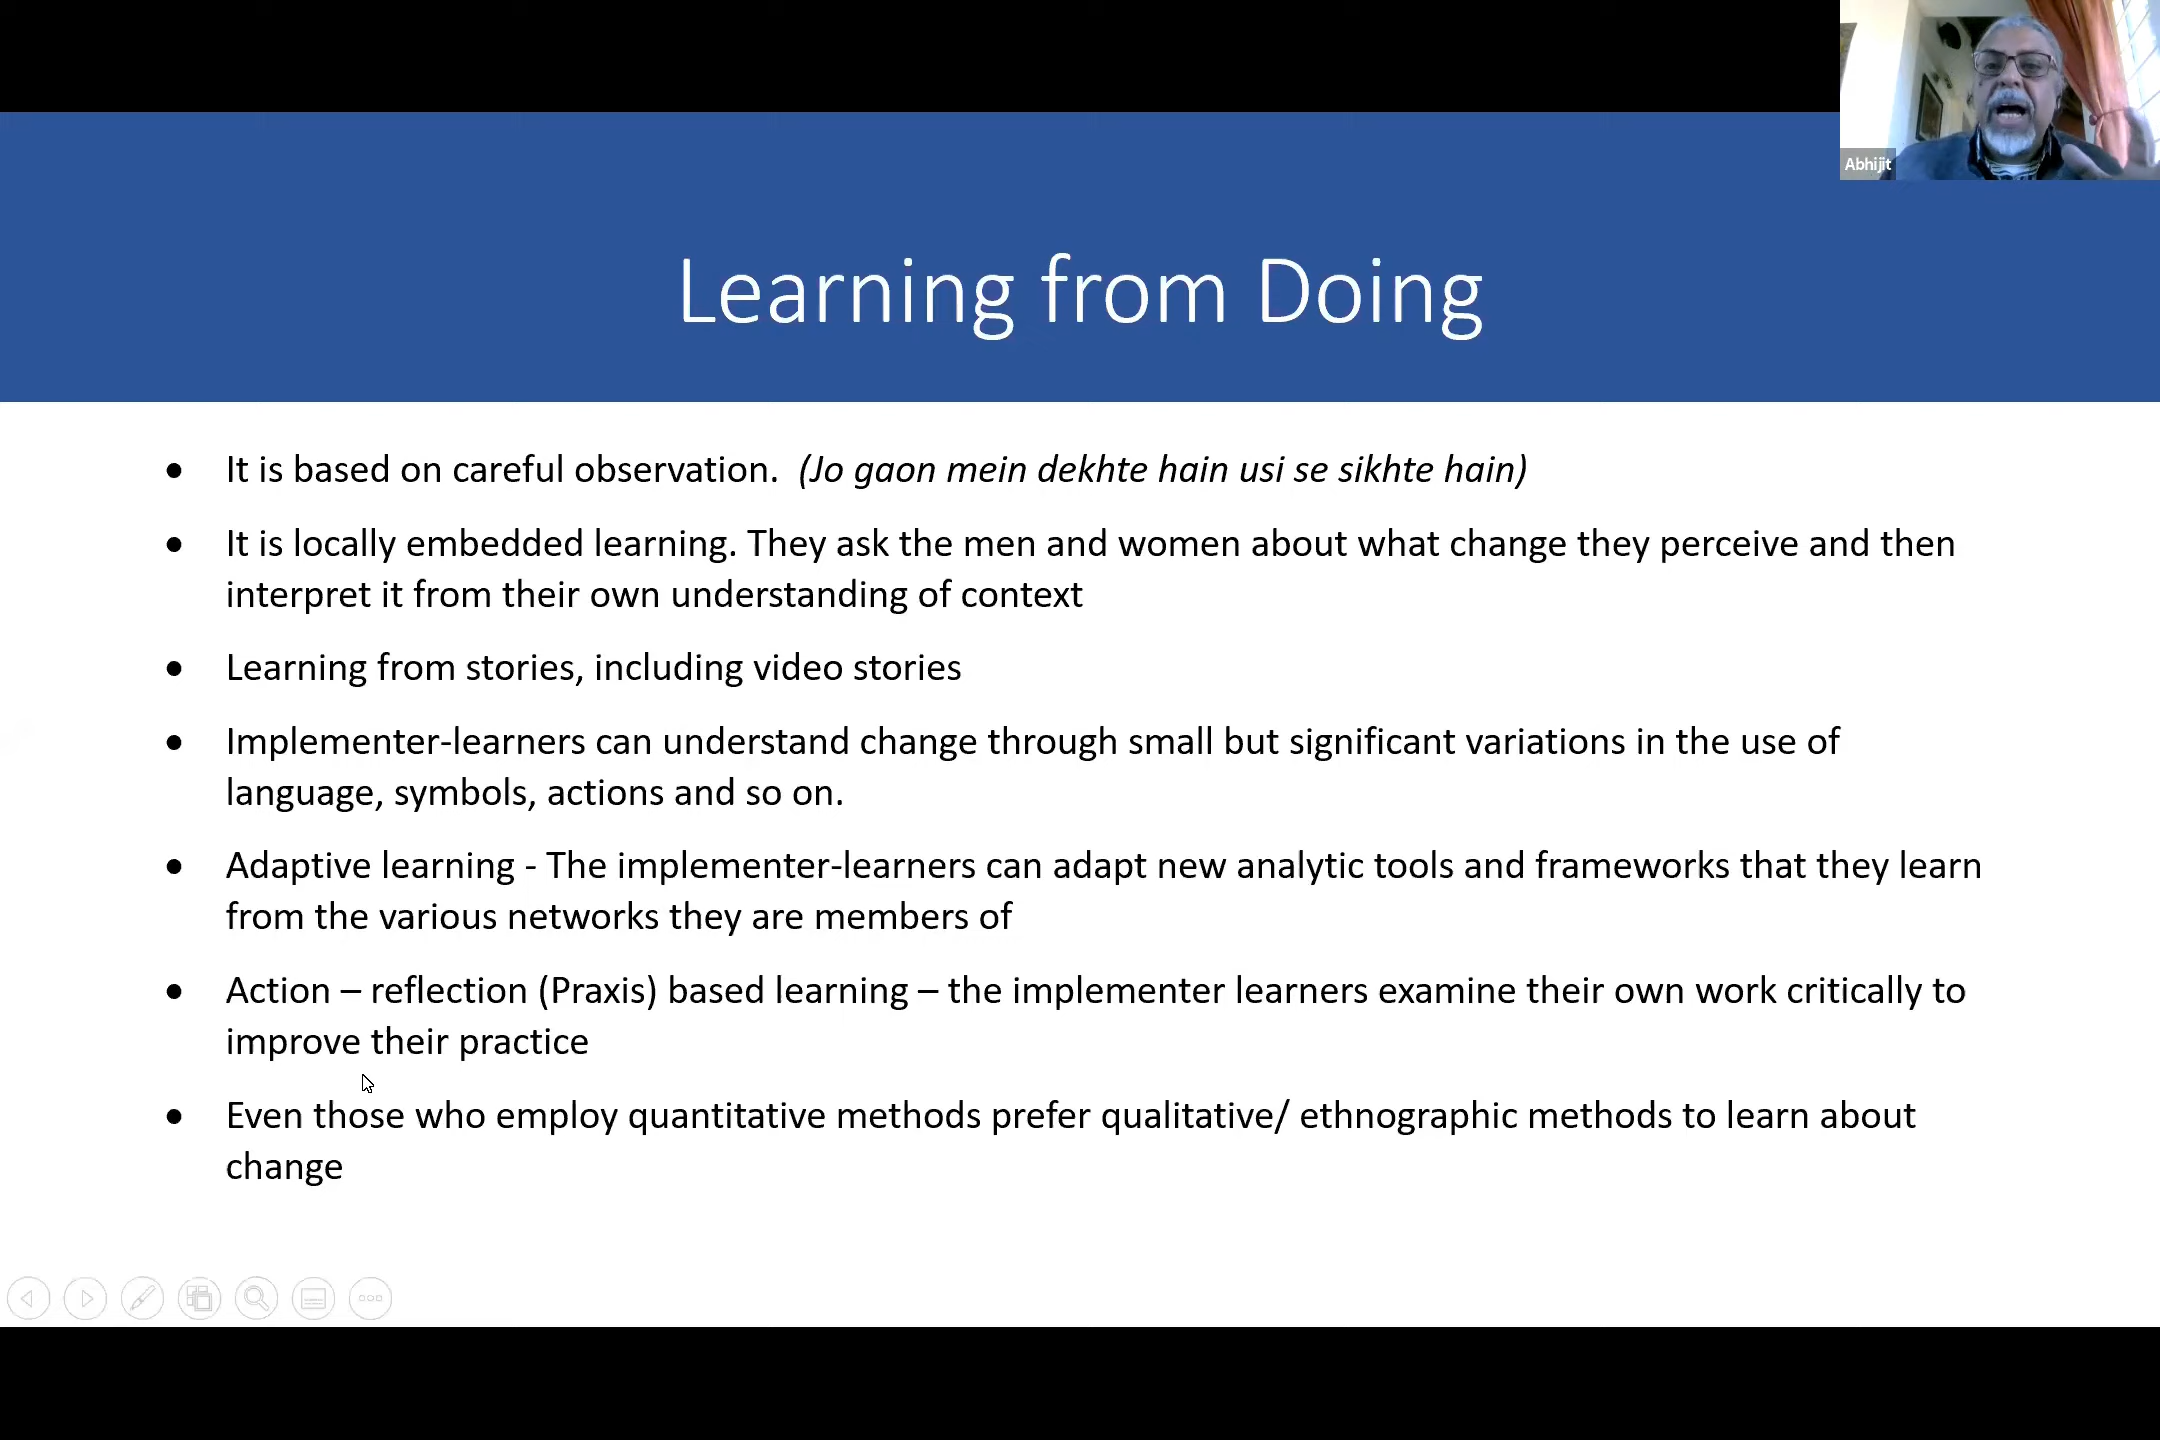 Abhijit
Learning from Doing
● It is based on careful observation.  (Jo gaon mein dekhte hain usi se sikhte hain)
● It is locally embedded learning. They ask the men and women about what change they perceive and then
interpret it from their own understanding of context
● Learning from stories, including video stories
● Implementer-learners can understand change through small but significant variations in the use of
language, symbols, actions and so on.
● Adaptive learning - The implementer-learners can adapt new analytic tools and frameworks that they learn
from the various networks they are members of
● Action – reflection (Praxis) based learning – the implementer learners examine their own work critically to
improve their practice
● Even those who employ quantitative methods prefer qualitative/ ethnographic methods to learn about
change